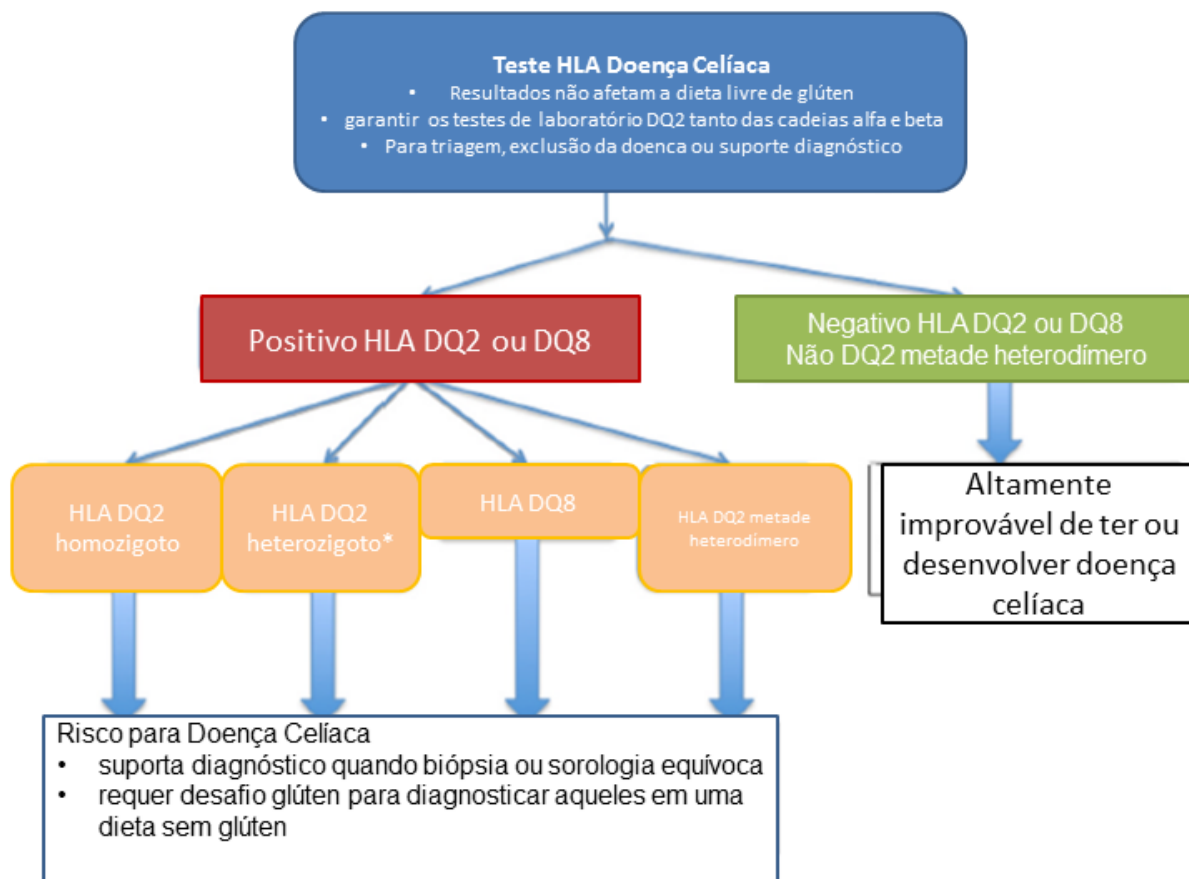 Teste HLA Doença Celíaca
• Resultados não afetam a dieta livre de glúten
• garantir os testes de laboratório DQ2 tanto das cadeias alfa e beta
• Para triagem, exclusão da doenca ou suporte diagnóstico
Positivo HLA DQ2 ou DQ8
Negativo HLA DQ2 ou DQ8
Não DQ2 metade heterodímero
HLA DQ2
homozigoto
HLA DQ2
heterozigoto*
HLA DQ8
HLA DQ2 metade
heterodímero
Altamente
improvável de ter ou
desenvolver doença
celíaca
Risco para Doença Celíaca
• suporta diagnóstico quando biópsia ou sorologia equívoca
• requer desafio glúten para diagnosticar aqueles em uma
dieta sem glúten